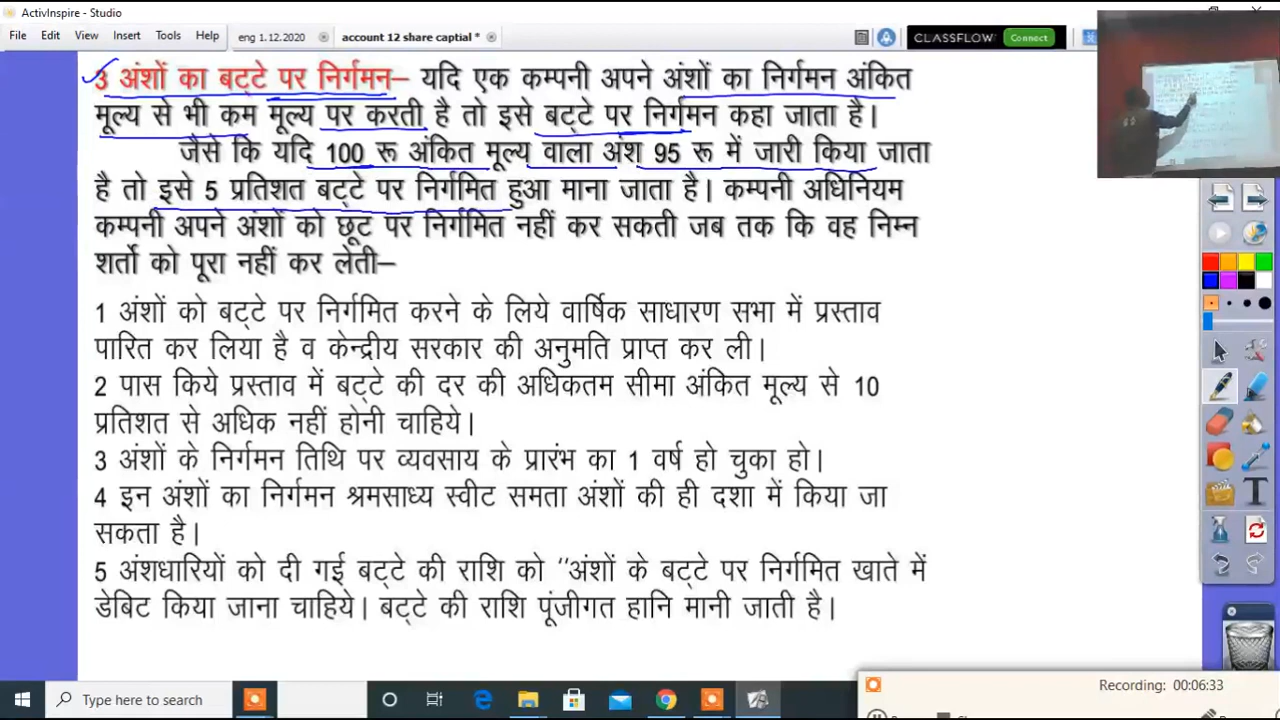 ActivInspire - Studio
File Edit View Insert Tools Help eng 1.12.2020 account 12 share captial * CLASSFLOW Connect
3 अंशों का बट्टे पर निर्गमन– यदि एक कम्पनी अपने अंशों का निर्गमन अंकित
मूल्य से भी कम मूल्य पर करती है तो इसे बट्टे पर निर्गमन कहा जाता है।
जैसे कि यदि 100 रू अंकित मूल्य वाला अंश 95 रू में जारी किया जाता
है तो इसे 5 प्रतिशत बट्टे पर निर्गमित हुआ माना जाता है। कम्पनी अधिनियम
कम्पनी अपने अंशों को छूट पर निर्गमित नहीं कर सकती जब तक कि वह निम्न
शर्तो को पूरा नहीं कर लेती–
1 अंशों को बट्टे पर निर्गमित करने के लिये वार्षिक साधारण सभा में प्रस्ताव
पारित कर लिया है व केन्द्रीय सरकार की अनुमति प्राप्त कर ली।
2 पास किये प्रस्ताव में बट्टे की दर की अधिकतम सीमा अंकित मूल्य से 10
प्रतिशत से अधिक नहीं होनी चाहिये।
3 अंशों के निर्गमन तिथि पर व्यवसाय के प्रारंभ का 1 वर्ष हो चुका हो।
4 इन अंशों का निर्गमन श्रमसाध्य स्वीट समता अंशों की ही दशा में किया जा
सकता है।
5 अंशधारियों को दी गई बट्टे की राशि को ''अंशों के बट्टे पर निर्गमित खाते में
डेबिट किया जाना चाहिये। बट्टे की राशि पूंजीगत हानि मानी जाती है।
Recording: 00:06:33
Type here to search